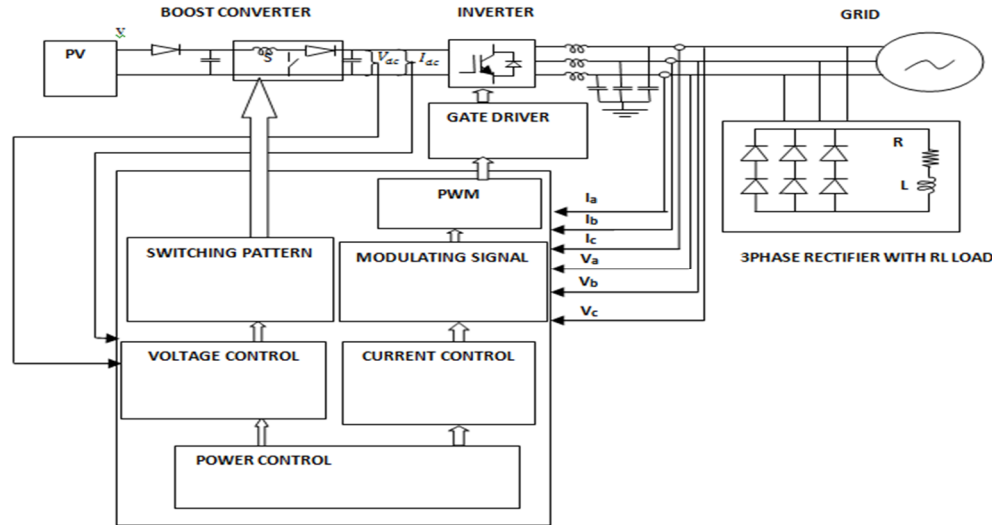 BOOST CONVERTER
INVERTER
GRID
y
PV
S
Vdc
Idc
GATE DRIVER
R
L
PWM
Ia
Ib
Ic
Va
Vb
Vc
SWITCHING PATTERN
MODULATING SIGNAL
3PHASE RECTIFIER WITH RL LOAD
VOLTAGE CONTROL
CURRENT CONTROL
POWER CONTROL